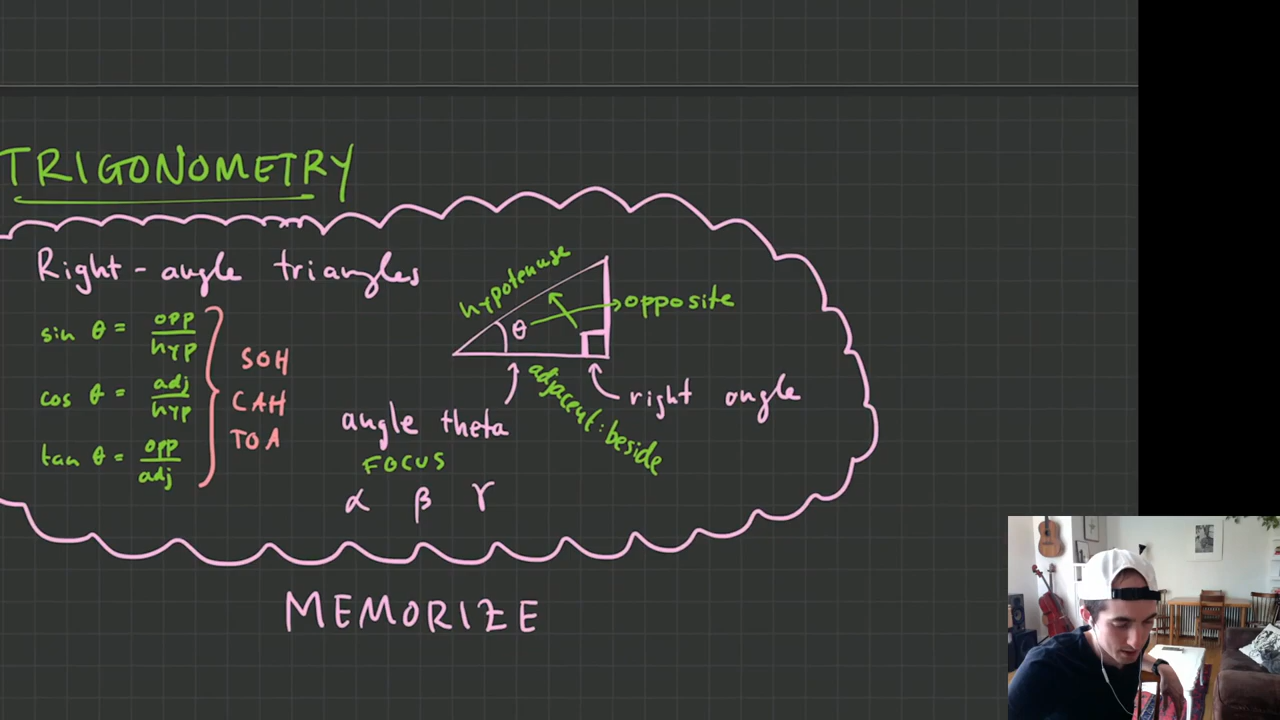 TRIGONOMETRY
Right-angle triangles
sin θ = opp/hyp
cos θ = adj/hyp
tan θ = opp/adj
SOH
CAH
TOA
hypotenuse
θ
opposite
adjacent: beside
right angle
angle theta
FOCUS
α β γ
MEMORIZE